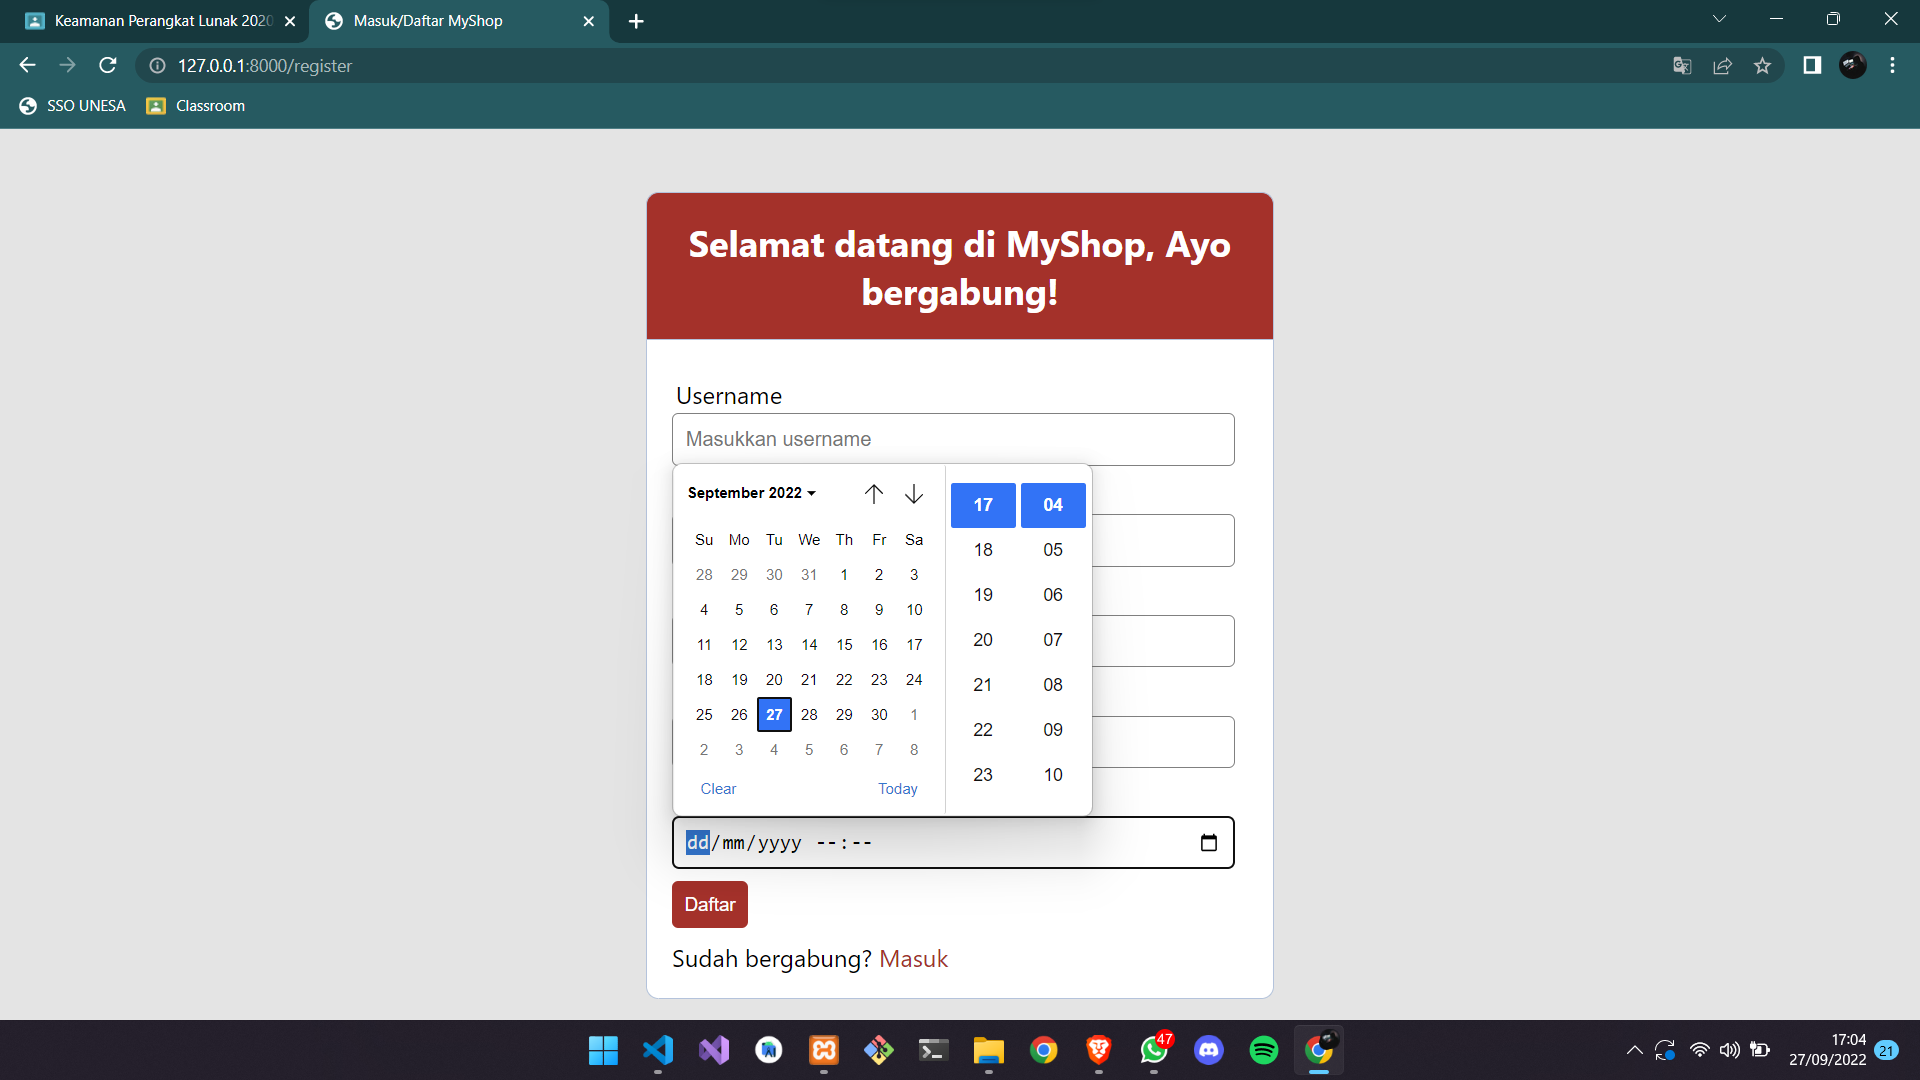 Keamanan Perangkat Lunak 2020
Masuk/Daftar MyShop
127.0.0.1:8000/register
SSO UNESA
Classroom
Selamat datang di MyShop, Ayo
bergabung!
Username
Masukkan username
September 2022
Su Mo Tu We Th Fr Sa
28 29 30 31 1 2 3
4 5 6 7 8 9 10
11 12 13 14 15 16 17
18 19 20 21 22 23 24
25 26 27 28 29 30 1
2 3 4 5 6 7 8
Clear Today
17 04
18 05
19 06
20 07
21 08
22 09
23 10
dd/mm/yyyy --:--
Daftar
Sudah bergabung? Masuk
47
17:04
27/09/2022
21